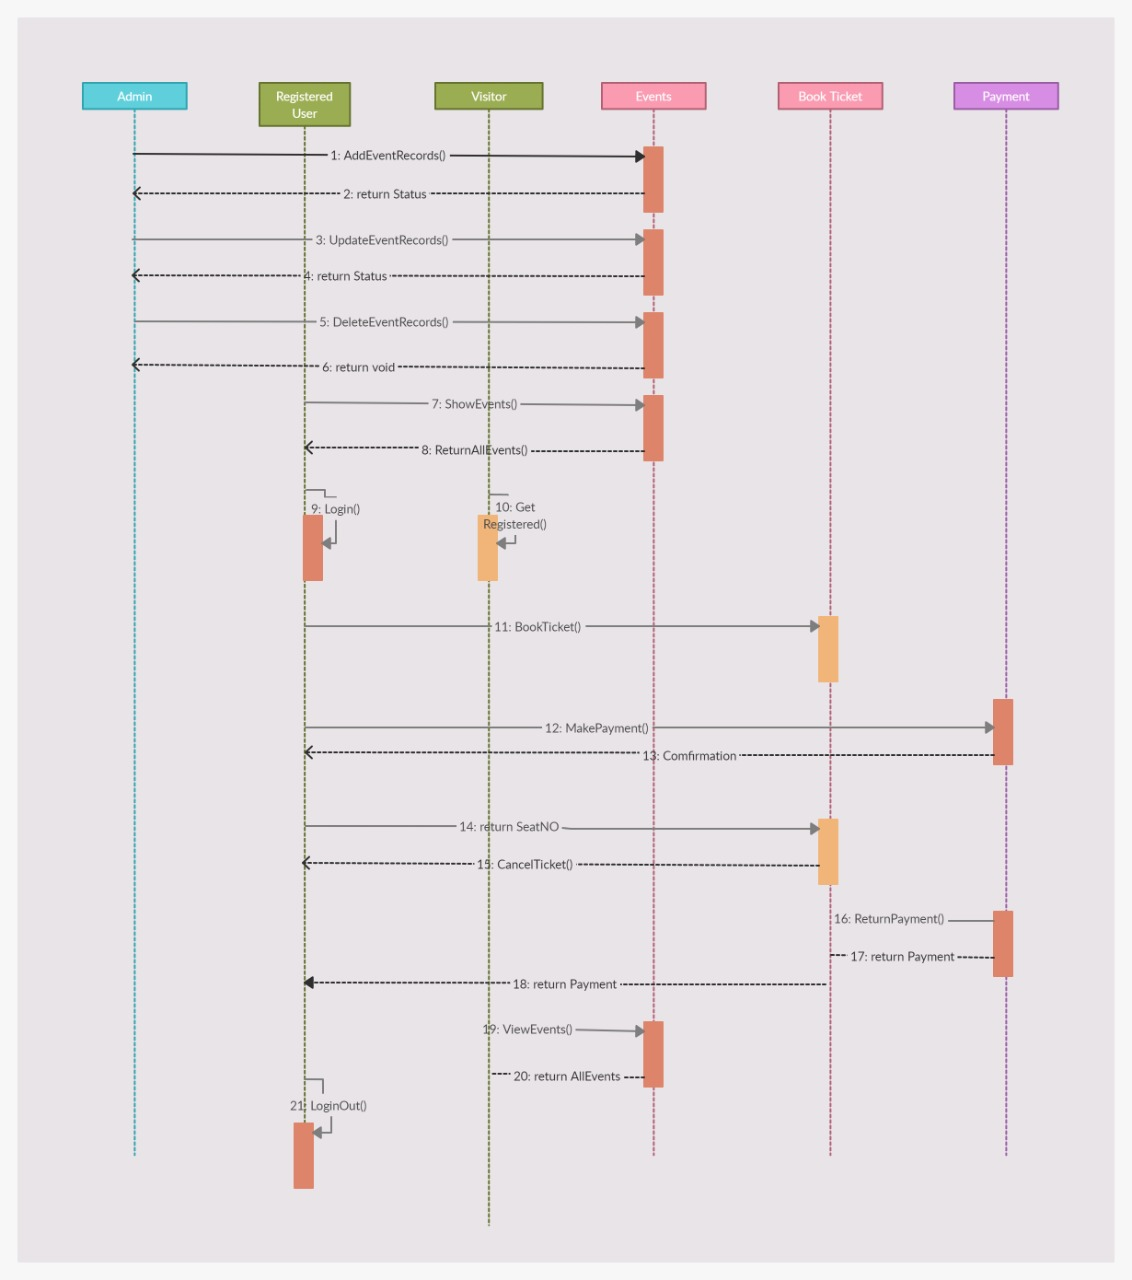 Admin
Registered
User
Visitor
Events
Book Ticket
Payment
1: AddEventRecords()
2: return Status
3: UpdateEventRecords()
4: return Status
5: DeleteEventRecords()
6: return void
7: ShowEvents()
8: ReturnAllEvents()
9: Login()
10: Get
Registered()
11: BookTicket()
12: MakePayment()
13: Comfirmation
14: return SeatNO
15: CancelTicket()
16: ReturnPayment()
17: return Payment
18: return Payment
19: ViewEvents()
20: return AllEvents
21: LoginOut()